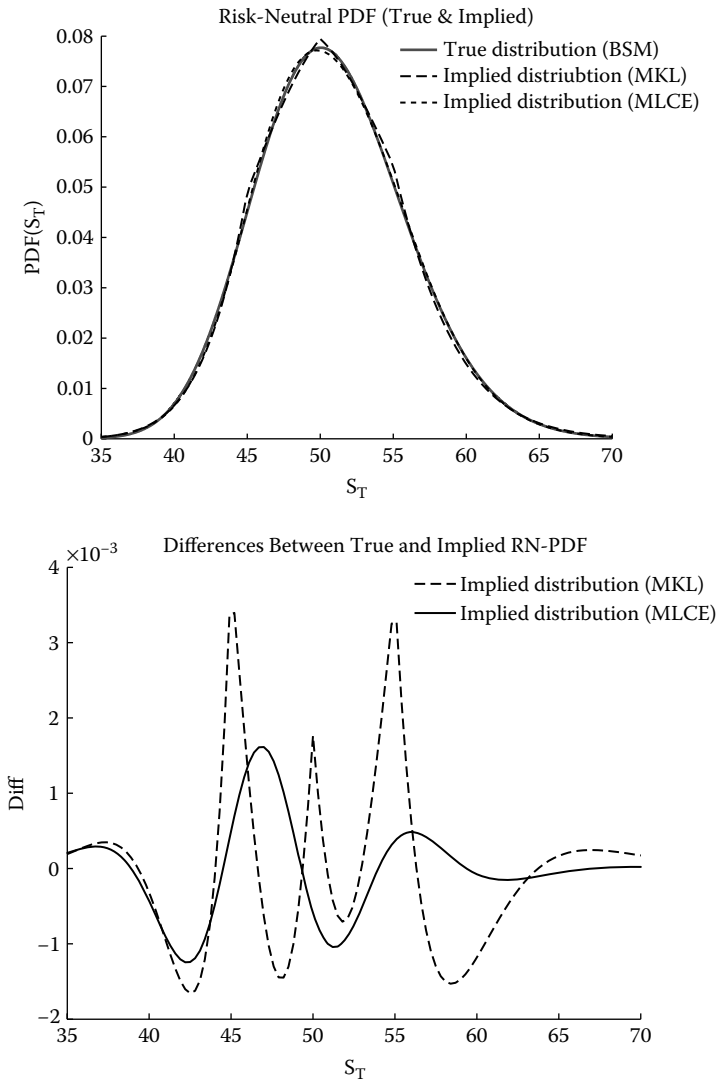 Risk-Neutral PDF (True & Implied)
0.08
0.07
0.06
0.05
0.04
0.03
0.02
0.01
0
PDF(S_T)
True distribution (BSM)
Implied distriubtion (MKL)
Implied distribution (MLCE)
35 40 45 50 55 60 65 70
S_T
×10⁻³
Differences Between True and Implied RN-PDF
4
3
2
1
0
−1
−2
Diff
Implied distribution (MKL)
Implied distribution (MLCE)
35 40 45 50 55 60 65 70
S_T